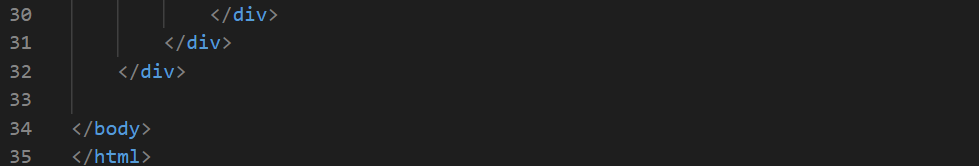 30 </div>
31 </div>
32 </div>
33
34 </body>
35 </html>